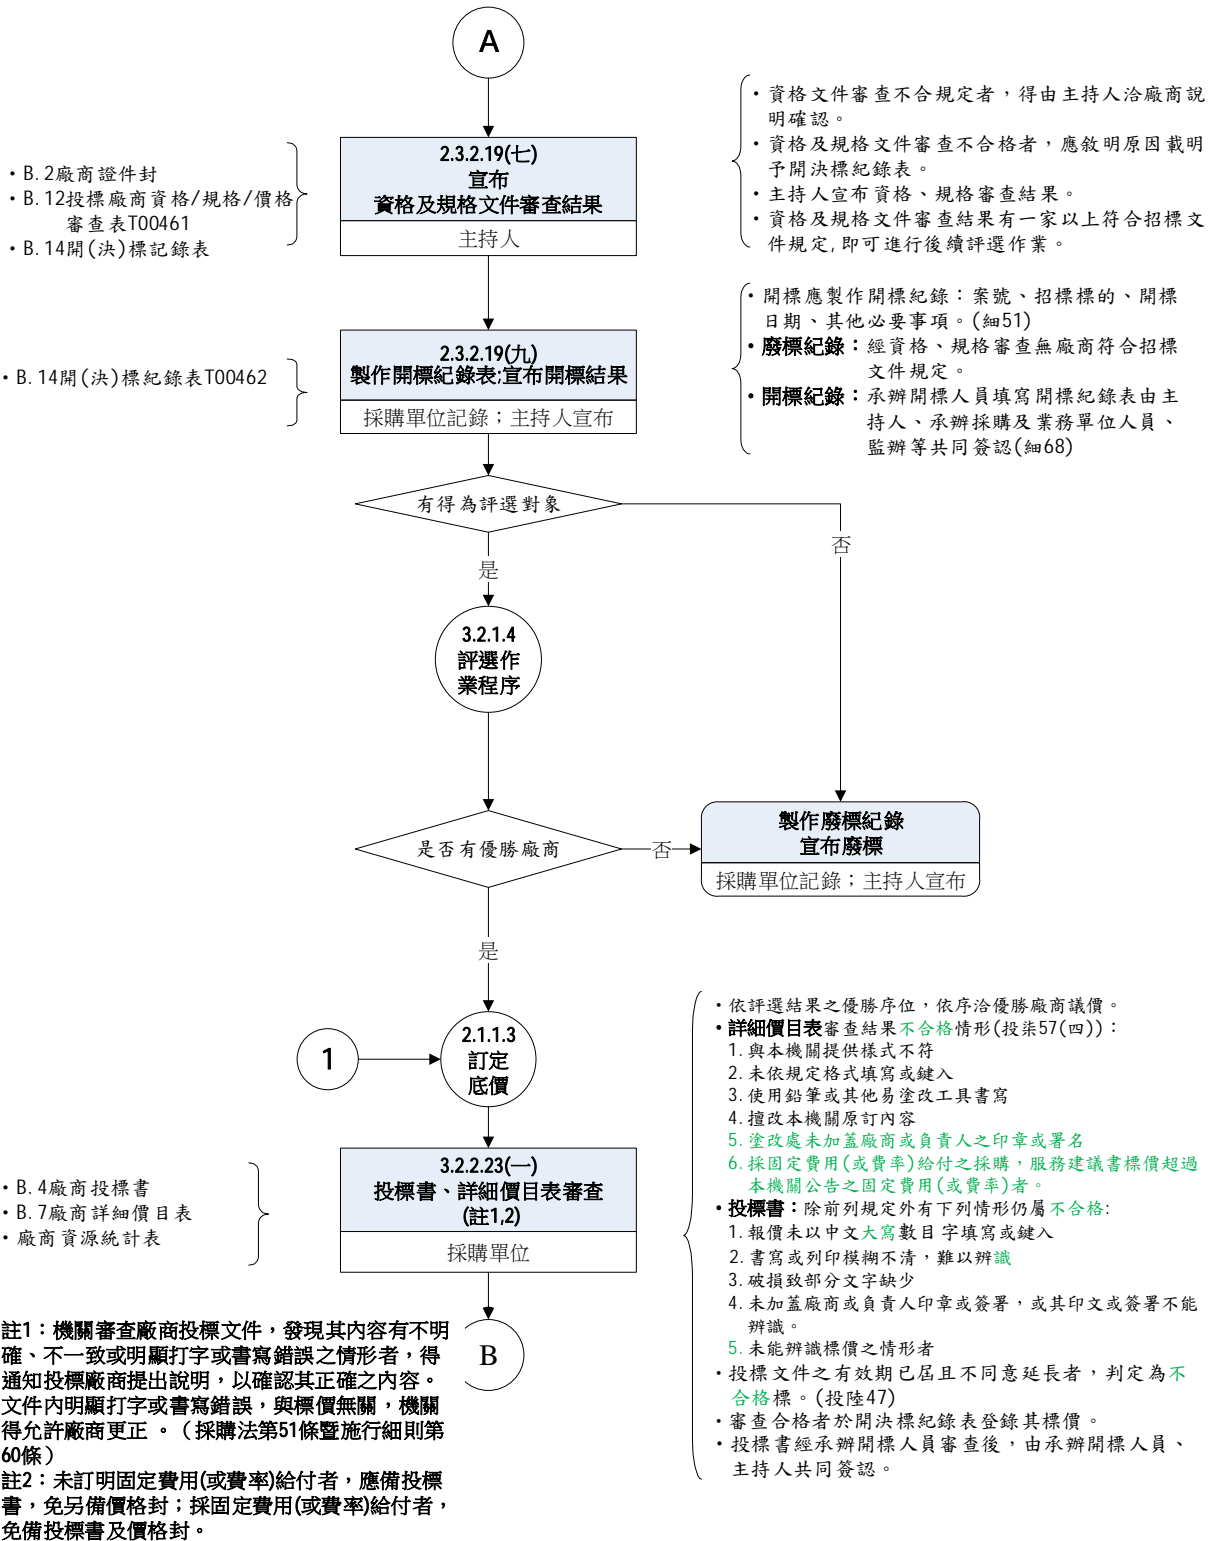 A
・B.2廠商證件封
・B.12投標廠商資格/規格/價格
審查表T00461
・B.14開(決)標記錄表
2.3.2.19(七)
宣布
資格及規格文件審查結果
主持人
・資格文件審查不合規定者，得由主持人洽廠商說
明確認。
・資格及規格文件審查不合格者，應敘明原因載明
予開決標紀錄表。
・主持人宣布資格、規格審查結果。
・資格及規格文件審查結果有一家以上符合招標文
件規定,即可進行後續評選作業。
・B.14開(決)標紀錄表T00462
2.3.2.19(九)
製作開標紀錄表;宣布開標結果
採購單位記錄；主持人宣布
・開標應製作開標紀錄：案號、招標標的、開標
日期、其他必要事項。(細51)
・廢標紀錄：經資格、規格審查無廠商符合招標
文件規定。
・開標紀錄：承辦開標人員填寫開標紀錄表由主
持人、承辦採購及業務單位人員、
監辦等共同簽認(細68)
有得為評選對象
否
是
3.2.1.4
評選作
業程序
是否有優勝廠商
否
製作廢標紀錄
宣布廢標
採購單位記錄；主持人宣布
是
1
2.1.1.3
訂定
底價
・B.4廠商投標書
・B.7廠商詳細價目表
・廠商資源統計表
3.2.2.23(一)
投標書、詳細價目表審查
(註1,2)
採購單位
・依評選結果之優勝序位，依序洽優勝廠商議價。
・詳細價目表審查結果不合格情形(投柒57(四))：
1.與本機關提供樣式不符
2.未依規定格式填寫或鍵入
3.使用鉛筆或其他易塗改工具書寫
4.擅改本機關原訂內容
5.塗改處未加蓋廠商或負責人之印章或署名
6.採固定費用(或費率)給付之採購，服務建議書標價超過
本機關公告之固定費用(或費率)者。
・投標書：除前列規定外有下列情形仍屬不合格:
1.報價未以中文大寫數目字填寫或鍵入
2.書寫或列印模糊不清，難以辨識
3.破損致部分文字缺少
4.未加蓋廠商或負責人印章或簽署，或其印文或簽署不能
辨識。
5.未能辨識標價之情形者
・投標文件之有效期已屆且不同意延長者，判定為不
合格標。(投陸47)
・審查合格者於開決標紀錄表登錄其標價。
・投標書經承辦開標人員審查後，由承辦開標人員、
主持人共同簽認。
B
註1：機關審查廠商投標文件，發現其內容有不明
確、不一致或明顯打字或書寫錯誤之情形者，得
通知投標廠商提出說明，以確認其正確之內容。
文件內明顯打字或書寫錯誤，與標價無關，機關
得允許廠商更正 。（採購法第51條暨施行細則第
60條）
註2：未訂明固定費用(或費率)給付者，應備投標
書，免另備價格封；採固定費用(或費率)給付者，
免備投標書及價格封。